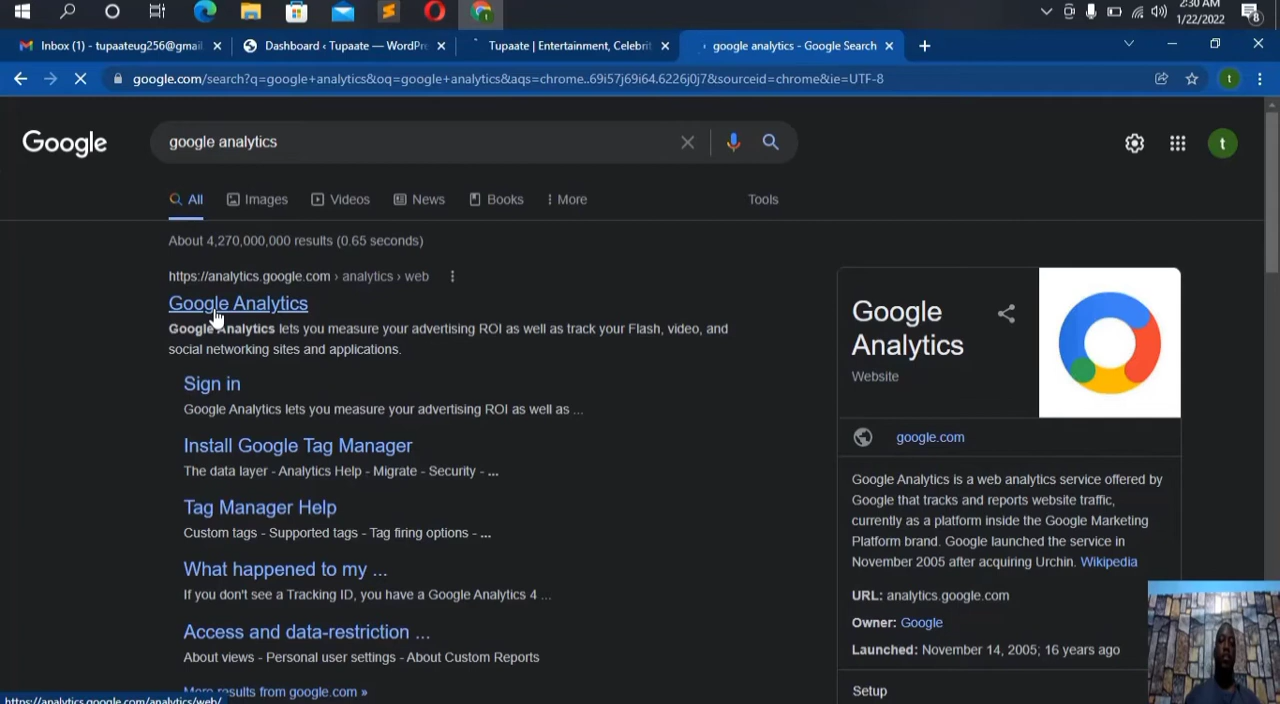 2:30 AM
1/22/2022
8
Inbox (1) - tupaateug256@gmail
Dashboard ‹ Tupaate — WordPre
Tupaate | Entertainment, Celebrit
google analytics - Google Search
google.com/search?q=google+analytics&oq=google+analytics&aqs=chrome..69i57j69i64.6226j0j7&sourceid=chrome&ie=UTF-8
t
Google
google analytics
t
All
Images
Videos
News
Books
More
Tools
About 4,270,000,000 results (0.65 seconds)
https://analytics.google.com › analytics › web
Google Analytics
Google Analytics lets you measure your advertising ROI as well as track your Flash, video, and
social networking sites and applications.
Sign in
Google Analytics lets you measure your advertising ROI as well as ...
Install Google Tag Manager
The data layer - Analytics Help - Migrate - Security - ...
Tag Manager Help
Custom tags - Supported tags - Tag firing options - ...
What happened to my ...
If you don't see a Tracking ID, you have a Google Analytics 4 ...
Access and data-restriction ...
About views - Personal user settings - About Custom Reports
More results from google.com »
Google
Analytics
Website
google.com
Google Analytics is a web analytics service offered by
Google that tracks and reports website traffic,
currently as a platform inside the Google Marketing
Platform brand. Google launched the service in
November 2005 after acquiring Urchin. Wikipedia
URL: analytics.google.com
Owner: Google
Launched: November 14, 2005; 16 years ago
Setup
https://analytics.google.com/analytics/web/